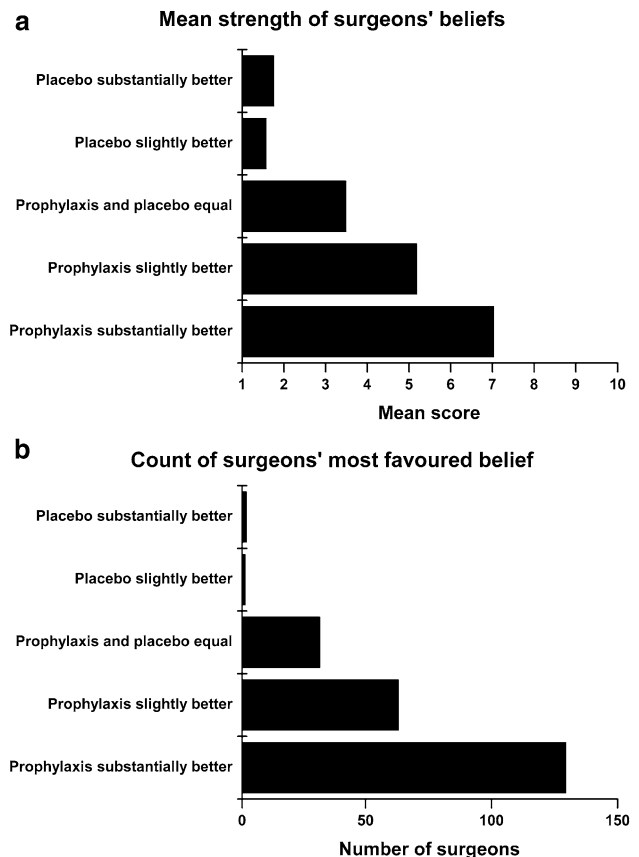 a
Mean strength of surgeons' beliefs
Placebo substantially better
Placebo slightly better
Prophylaxis and placebo equal
Prophylaxis slightly better
Prophylaxis substantially better
1 2 3 4 5 6 7 8 9 10
Mean score
b
Count of surgeons' most favoured belief
Placebo substantially better
Placebo slightly better
Prophylaxis and placebo equal
Prophylaxis slightly better
Prophylaxis substantially better
0 50 100 150
Number of surgeons